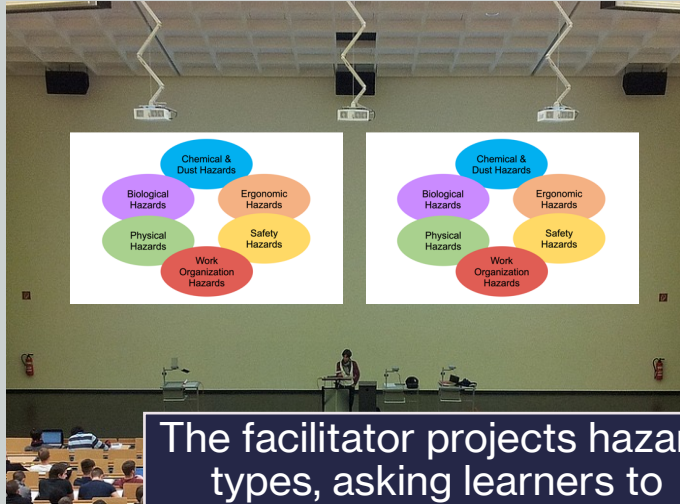 Chemical &
Dust Hazards
Biological
Hazards
Ergonomic
Hazards
Physical
Hazards
Safety
Hazards
Work
Organization
Hazards
Chemical &
Dust Hazards
Biological
Hazards
Ergonomic
Hazards
Physical
Hazards
Safety
Hazards
Work
Organization
Hazards
The facilitator projects
types, asking learners to